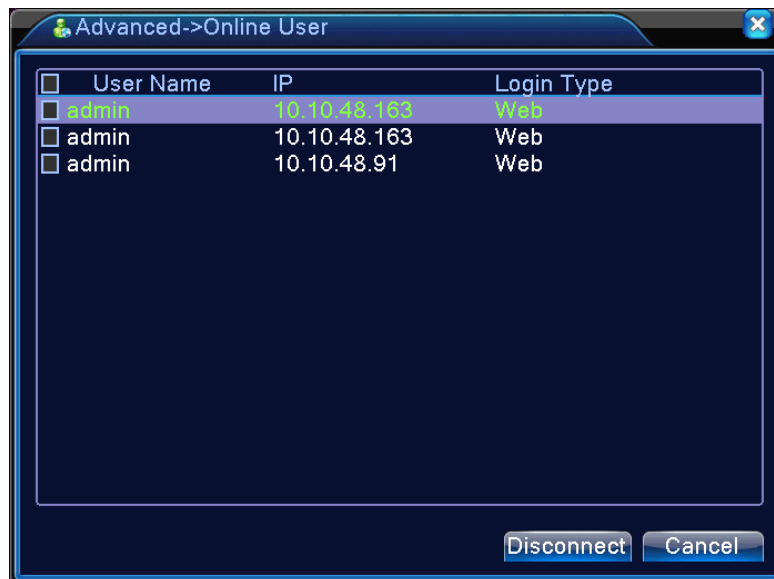 Advanced->Online User
User Name IP Login Type
admin 10.10.48.163 Web
admin 10.10.48.163 Web
admin 10.10.48.91 Web
Disconnect Cancel